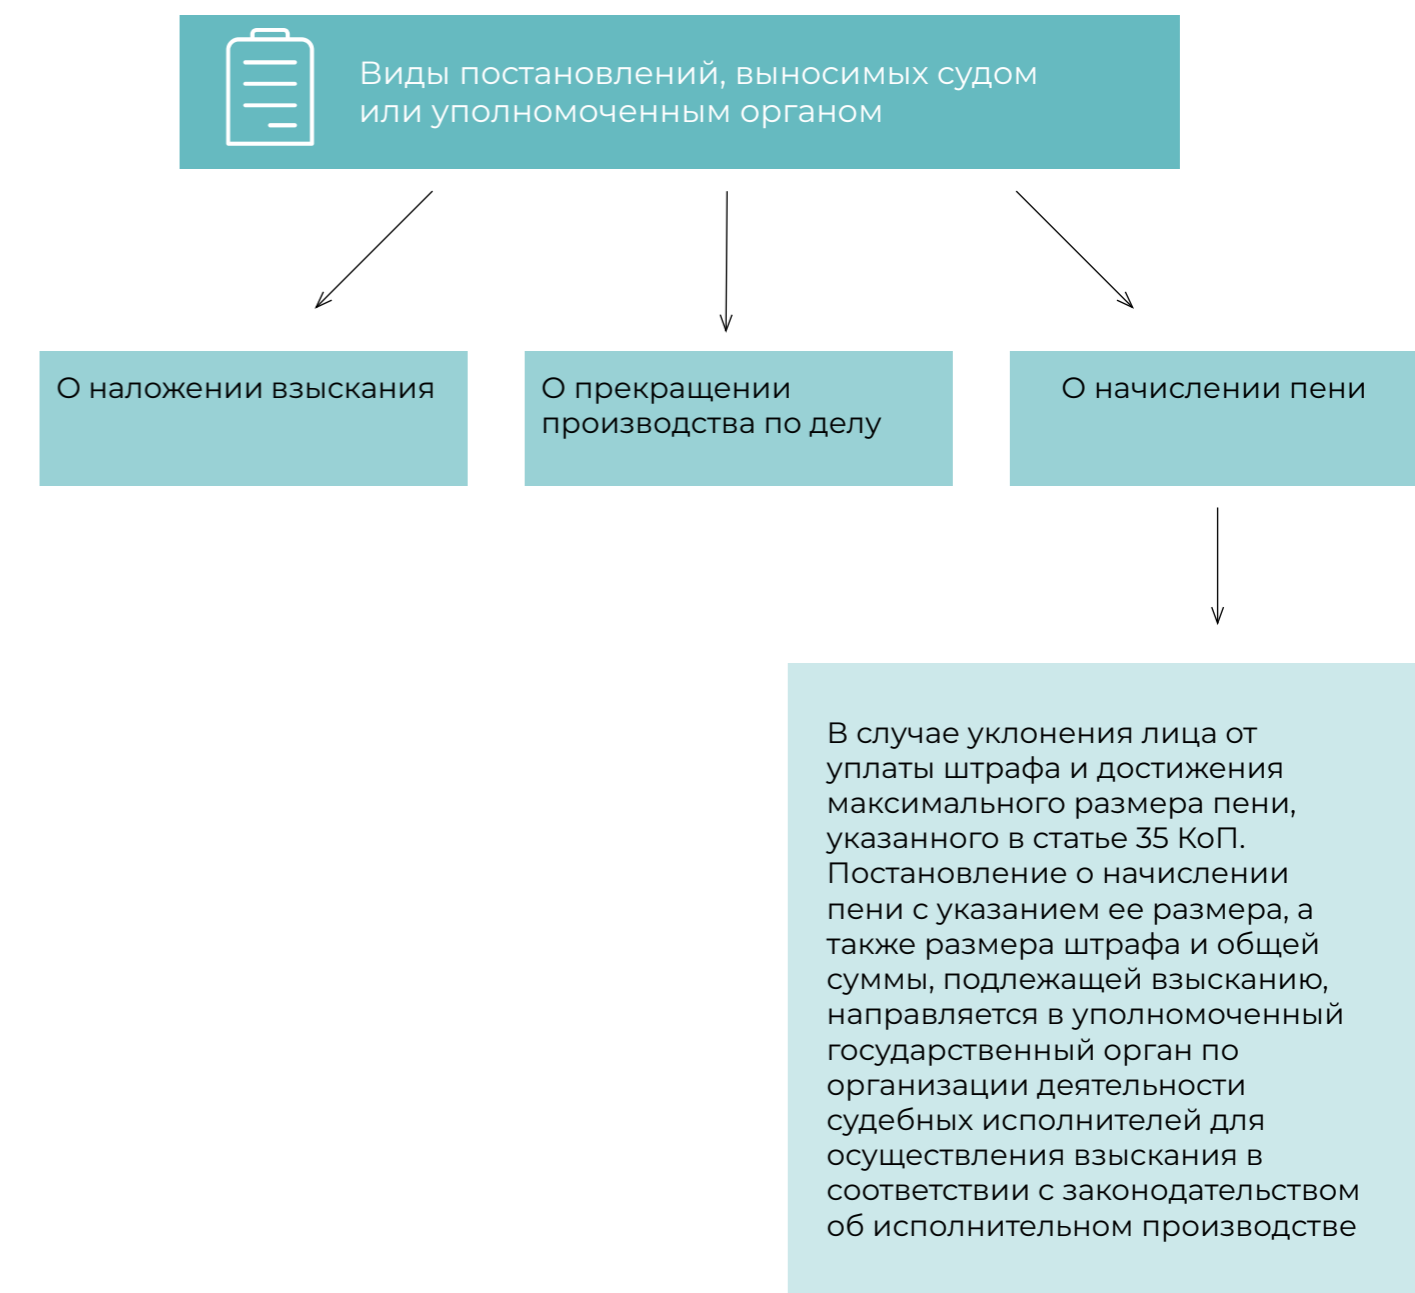 Виды постановлений, выносимых судом
или уполномоченным органом
О наложении взыскания
О прекращении
производства по делу
О начислении пени
В случае уклонения лица от
уплаты штрафа и достижения
максимального размера пени,
указанного в статье 35 КоП.
Постановление о начислении
пени с указанием ее размера, а
также размера штрафа и общей
суммы, подлежащей взысканию,
направляется в уполномоченный
государственный орган по
организации деятельности
судебных исполнителей для
осуществления взыскания в
соответствии с законодательством
об исполнительном производстве